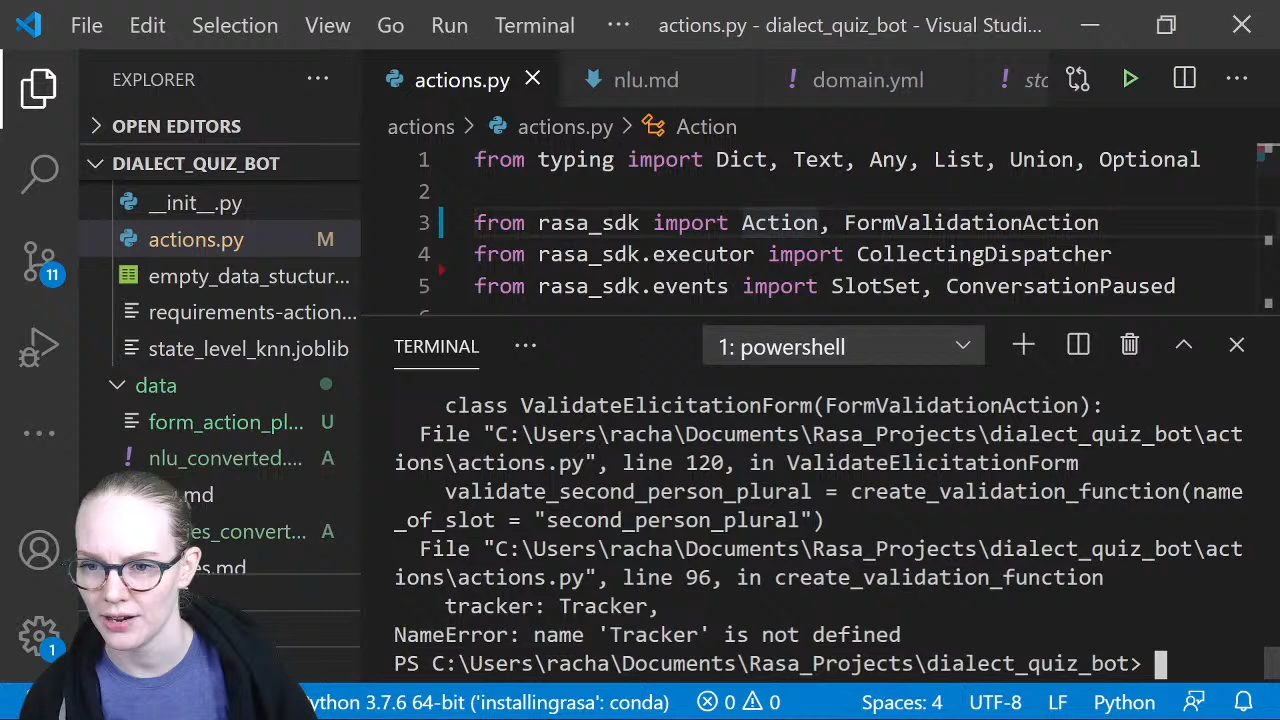 File Edit Selection View Go Run Terminal ··· actions.py - dialect_quiz_bot - Visual Studi...
EXPLORER ···
OPEN EDITORS
DIALECT_QUIZ_BOT
__init__.py
actions.py M
empty_data_stuctur...
requirements-action...
state_level_knn.joblib
data
form_action_pl... U
nlu_converted.... A
.md
es_convert... A
es.md
11
1
actions.py nlu.md ! domain.yml !
actions > actions.py > Action
1 from typing import Dict, Text, Any, List, Union, Optional
2
3 from rasa_sdk import Action, FormValidationAction
4 from rasa_sdk.executor import CollectingDispatcher
5 from rasa_sdk.events import SlotSet, ConversationPaused
TERMINAL ··· 1: powershell
class ValidateElicitationForm(FormValidationAction):
File "C:\Users\racha\Documents\Rasa_Projects\dialect_quiz_bot\act
ions\actions.py", line 120, in ValidateElicitationForm
validate_second_person_plural = create_validation_function(name
_of_slot = "second_person_plural")
File "C:\Users\racha\Documents\Rasa_Projects\dialect_quiz_bot\act
ions\actions.py", line 96, in create_validation_function
tracker: Tracker,
NameError: name 'Tracker' is not defined
PS C:\Users\racha\Documents\Rasa_Projects\dialect_quiz_bot>
ython 3.7.6 64-bit ('installingrasa': conda) 0 0 Spaces: 4 UTF-8 LF Python